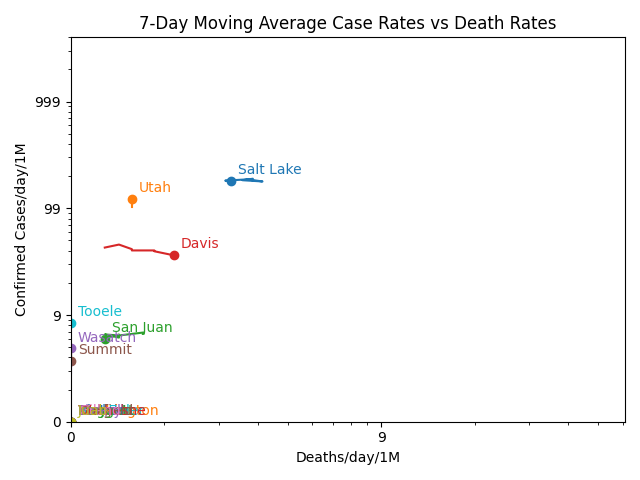 7-Day Moving Average Case Rates vs Death Rates
999
Salt Lake
Utah
99
Davis
Confirmed Cases/day/1M
Tooele
9
San Juan
Wasatch
Summit
0
0
9
Deaths/day/1M